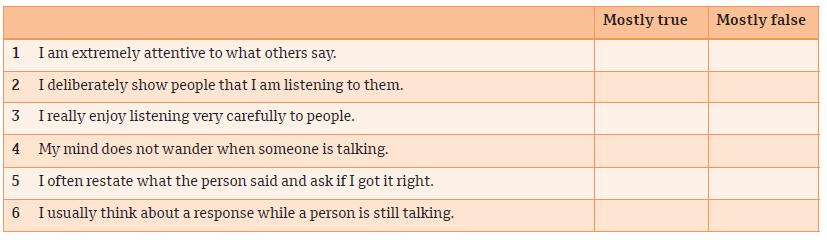 Mostly true Mostly false
1 I am extremely attentive to what others say.
2 I deliberately show people that I am listening to them.
3 I really enjoy listening very carefully to people.
4 My mind does not wander when someone is talking.
5 I often restate what the person said and ask if I got it right.
6 I usually think about a response while a person is still talking.